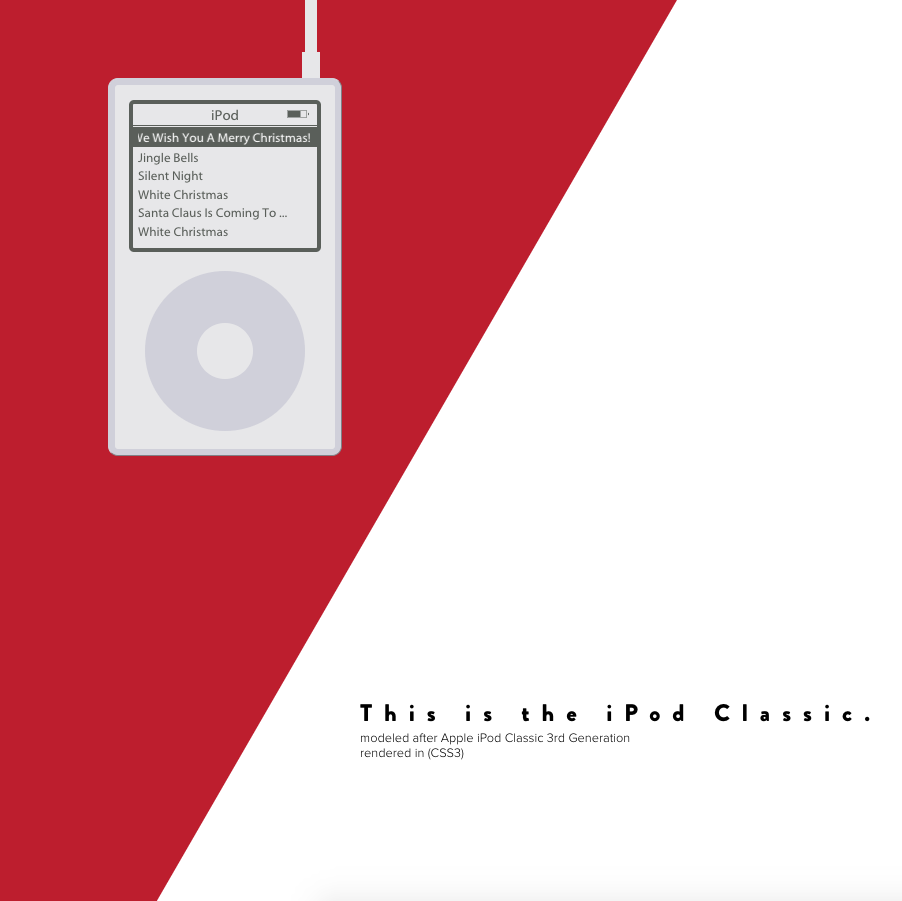 iPod
We Wish You A Merry Christmas!
Jingle Bells
Silent Night
White Christmas
Santa Claus Is Coming To ...
White Christmas
This is the iPod Classic.
modeled after Apple iPod Classic 3rd Generation
rendered in (CSS3)